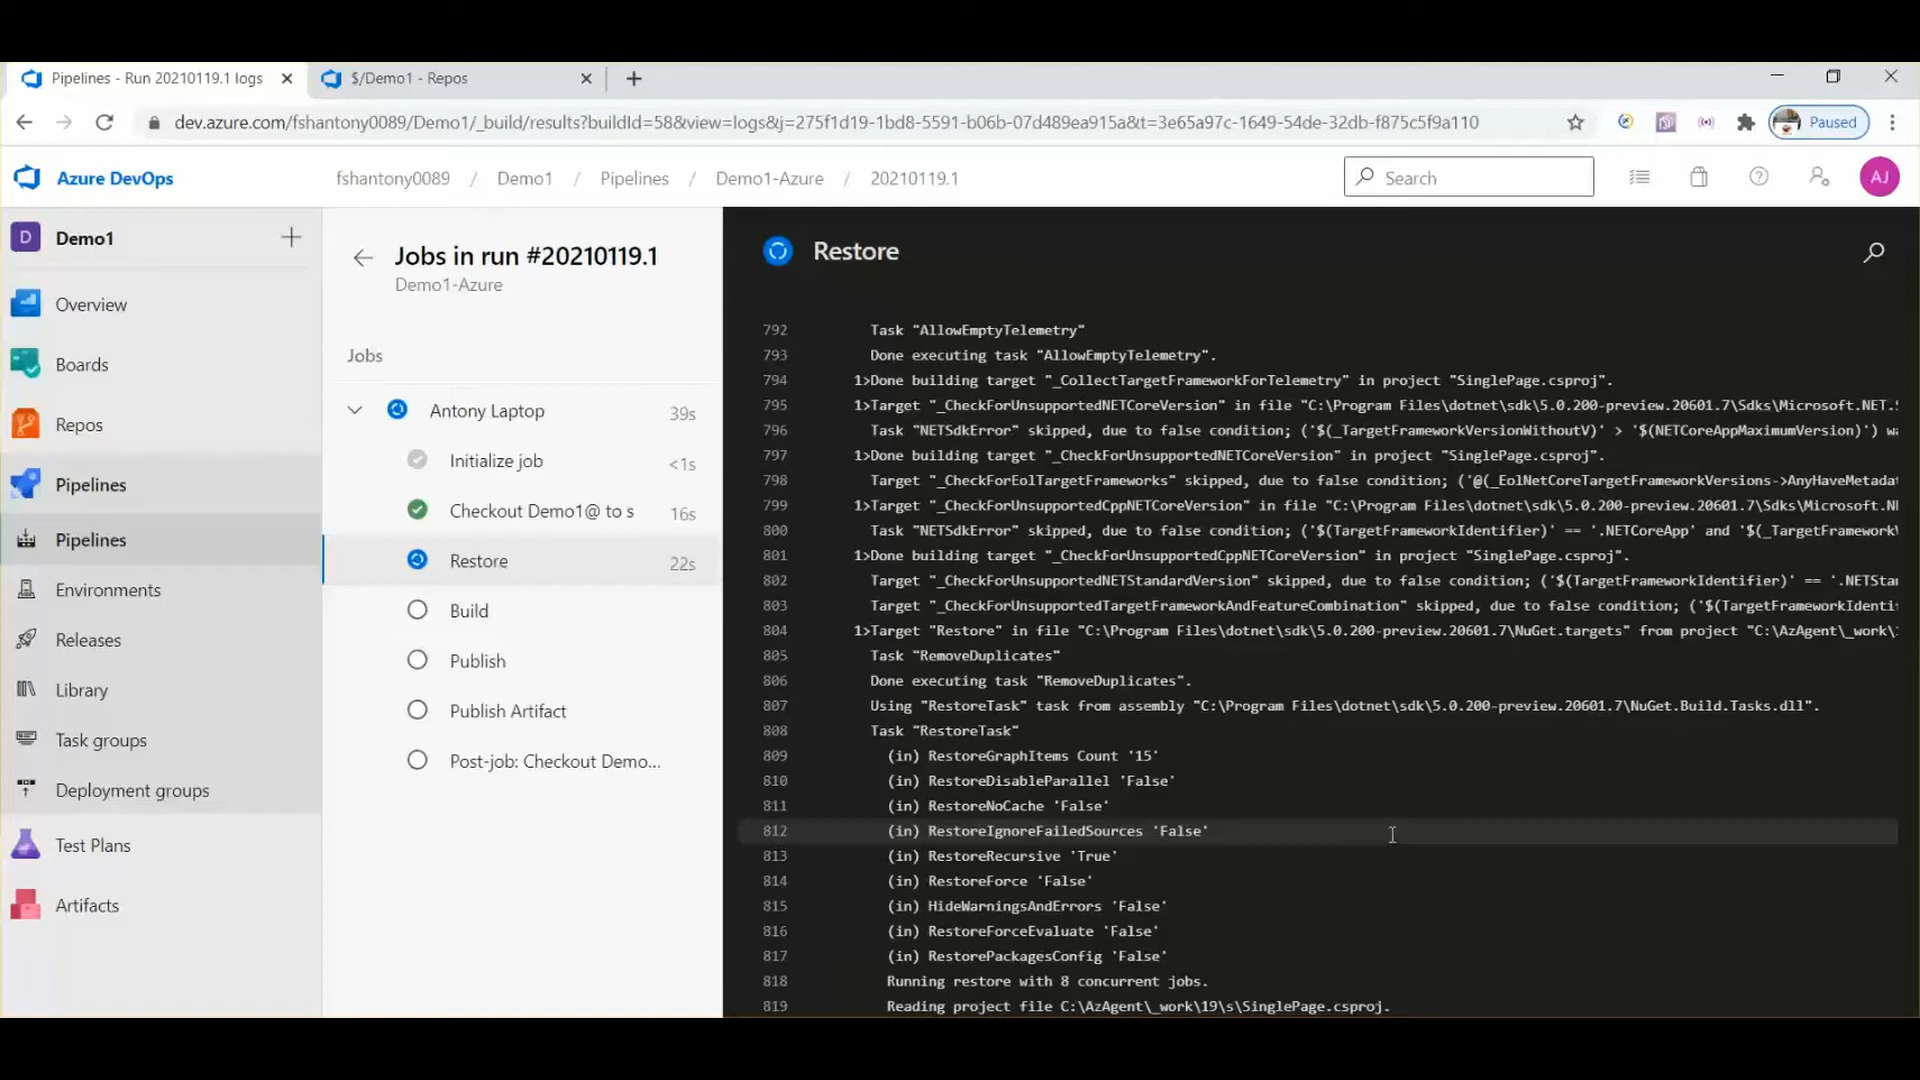 Pipelines - Run 20210119.1 logs
$/Demo1 - Repos
dev.azure.com/fshantony0089/Demo1/_build/results?buildId=58&view=logs&j=275f1d19-1bd8-5591-b06b-07d489ea915a&t=3e65a97c-1649-54de-32db-f875c5f9a110
Paused
Azure DevOps
fshantony0089 / Demo1 / Pipelines / Demo1-Azure / 20210119.1
Search
AJ
D Demo1
Overview
Boards
Repos
Pipelines
Pipelines
Environments
Releases
Library
Task groups
Deployment groups
Test Plans
Artifacts
Jobs in run #20210119.1
Demo1-Azure
Jobs
Antony Laptop 39s
Initialize job <1s
Checkout Demo1@ to s 16s
Restore 22s
Build
Publish
Publish Artifact
Post-job: Checkout Demo...
Restore
792 Task "AllowEmptyTelemetry"
793 Done executing task "AllowEmptyTelemetry".
794 1>Done building target "_CollectTargetFrameworkForTelemetry" in project "SinglePage.csproj".
795 1>Target "_CheckForUnsupportedNETCoreVersion" in file "C:\Program Files\dotnet\sdk\5.0.200-preview.20601.7\Sdks\Microsoft.NET.S
796 Task "NETSdkError" skipped, due to false condition; ('$(_TargetFrameworkVersionWithoutV)' > '$(NETCoreAppMaximumVersion)') wa
797 1>Done building target "_CheckForUnsupportedNETCoreVersion" in project "SinglePage.csproj".
798 Target "_CheckForEolTargetFrameworks" skipped, due to false condition; ('@(_EolNetCoreTargetFrameworkVersions->AnyHaveMetadat
799 1>Target "_CheckForUnsupportedCppNETCoreVersion" in file "C:\Program Files\dotnet\sdk\5.0.200-preview.20601.7\Sdks\Microsoft.NE
800 Task "NETSdkError" skipped, due to false condition; ('$(TargetFrameworkIdentifier)' == '.NETCoreApp' and '$(_TargetFrameworkV
801 1>Done building target "_CheckForUnsupportedCppNETCoreVersion" in project "SinglePage.csproj".
802 Target "_CheckForUnsupportedNETStandardVersion" skipped, due to false condition; ('$(TargetFrameworkIdentifier)' == '.NETStan
803 Target "_CheckForUnsupportedTargetFrameworkAndFeatureCombination" skipped, due to false condition; ('$(TargetFrameworkIdentif
804 1>Target "Restore" in file "C:\Program Files\dotnet\sdk\5.0.200-preview.20601.7\NuGet.targets" from project "C:\AzAgent\_work\1
805 Task "RemoveDuplicates"
806 Done executing task "RemoveDuplicates".
807 Using "RestoreTask" task from assembly "C:\Program Files\dotnet\sdk\5.0.200-preview.20601.7\NuGet.Build.Tasks.dll".
808 Task "RestoreTask"
809 (in) RestoreGraphItems Count '15'
810 (in) RestoreDisableParallel 'False'
811 (in) RestoreNoCache 'False'
812 (in) RestoreIgnoreFailedSources 'False'
813 (in) RestoreRecursive 'True'
814 (in) RestoreForce 'False'
815 (in) HideWarningsAndErrors 'False'
816 (in) RestoreForceEvaluate 'False'
817 (in) RestorePackagesConfig 'False'
818 Running restore with 8 concurrent jobs.
819 Reading project file C:\AzAgent\_work\19\s\SinglePage.csproj.